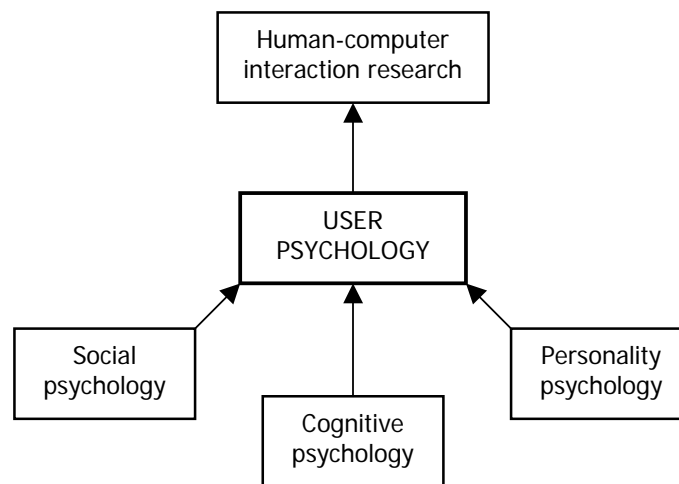 Human-computer
interaction research
USER
PSYCHOLOGY
Social
psychology
Personality
psychology
Cognitive
psychology